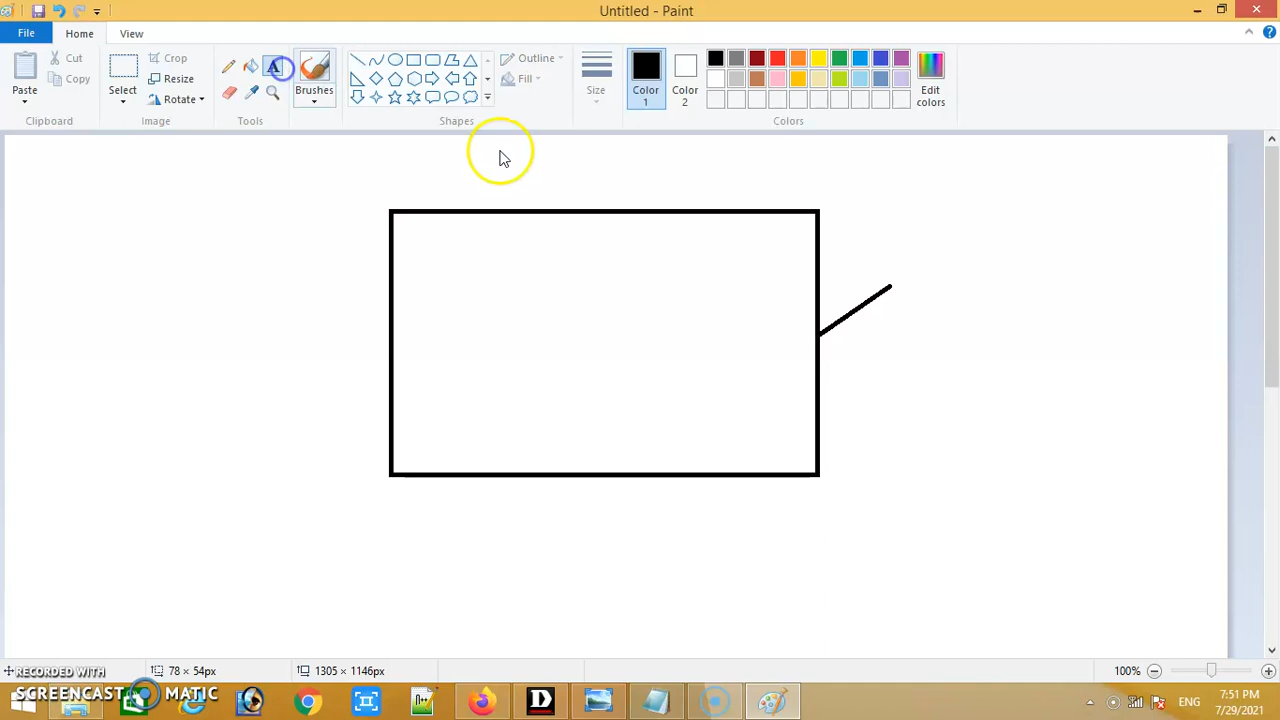 Untitled - Paint
File Home View
Paste Cut Copy
Clipboard
Select Crop Resize Rotate
Image
A
Tools
Brushes
Outline Fill
Shapes
Size
Color 1
Color 2
Edit colors
Colors
78 × 54px
1305 × 1146px
100%
RECORDED WITH
SCREENCAST MATIC
D
ENG
7:51 PM
7/29/2021